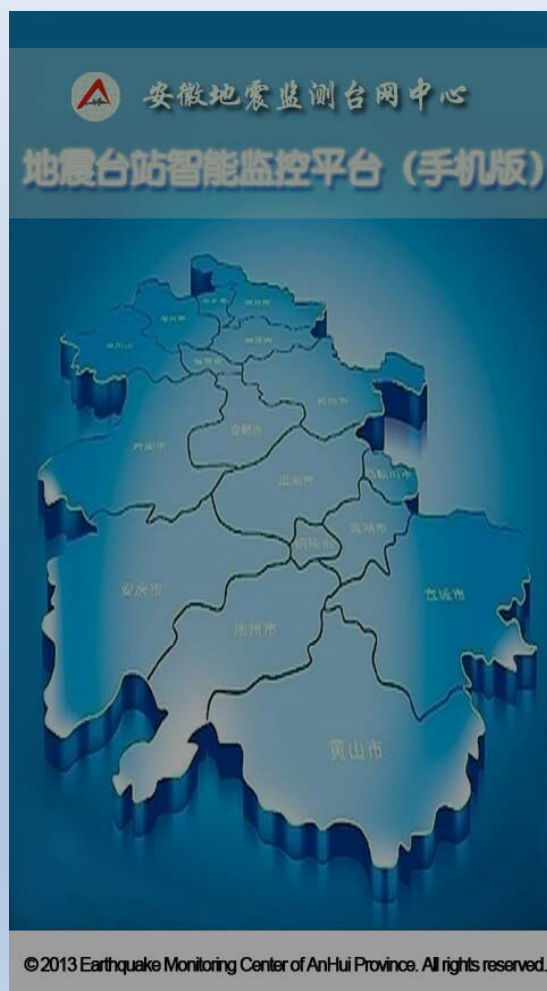 安徽地震监测台网中心
地震台站智能监控平台（手机版）
合肥市
安庆市
池州市
宣城市
黄山市
© 2013 Earthquake Monitoring Center of AnHui Province. All rights reserved.